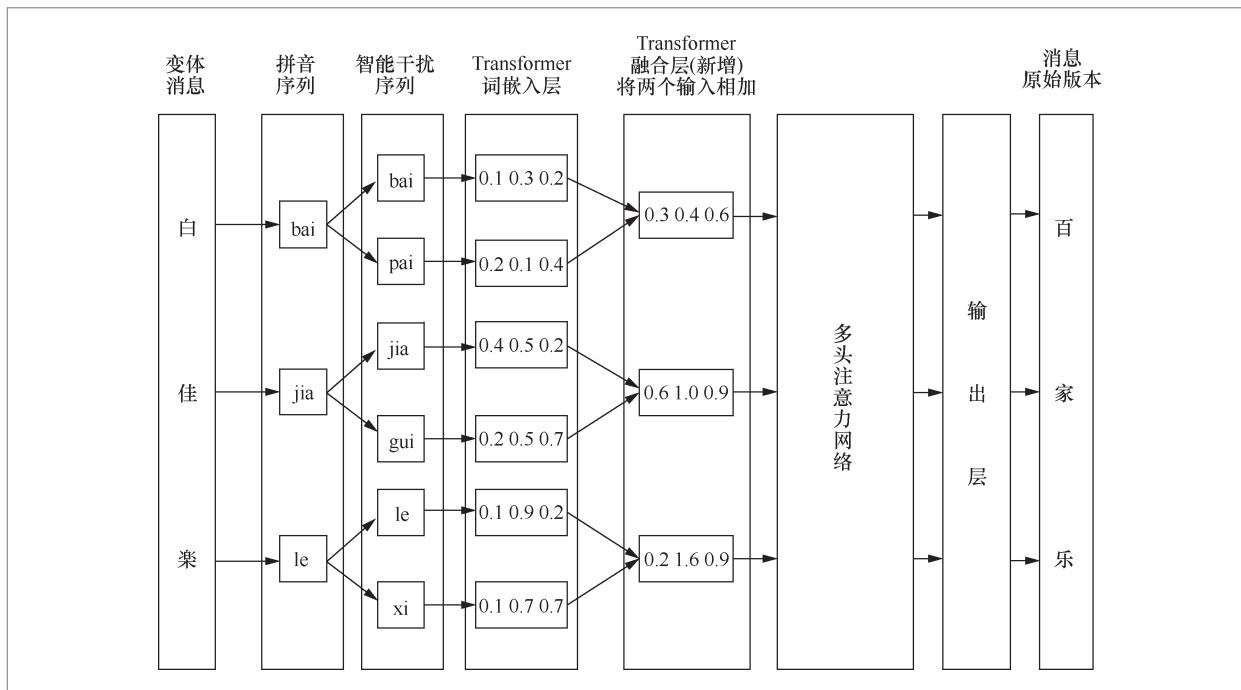 变体
消息
拼音
序列
智能干扰
序列
Transformer
词嵌入层
Transformer
融合层(新增)
将两个输入相加
消息
原始版本
白
bai
bai
0.1 0.3 0.2
pai
0.2 0.1 0.4
0.3 0.4 0.6
百
佳
jia
jia
0.4 0.5 0.2
gui
0.2 0.5 0.7
0.6 1.0 0.9
家
楽
le
le
0.1 0.9 0.2
xi
0.1 0.7 0.7
0.2 1.6 0.9
乐
多头注意力网络
输出层